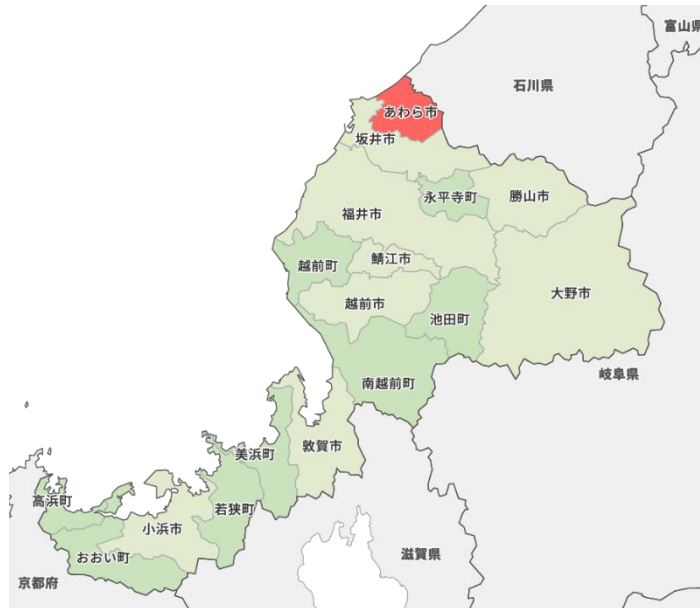 富山県
石川県
あわら市
坂井市
永平寺町
勝山市
福井市
越前町
鯖江市
大野市
越前市
池田町
岐阜県
南越前町
敦賀市
美浜町
高浜町
若狭町
小浜市
おおい町
滋賀県
京都府